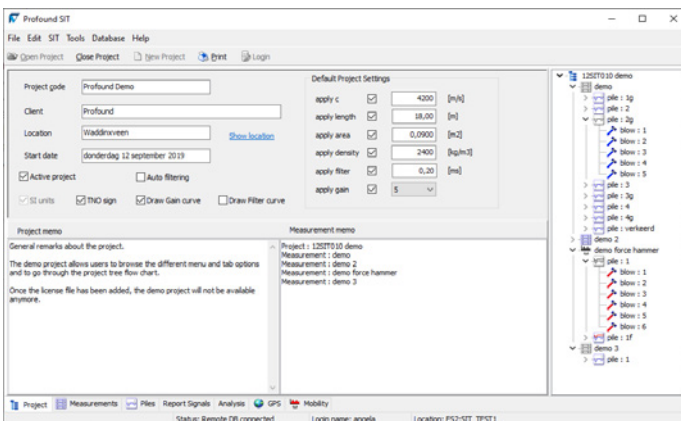 Profound SIT
File Edit SIT Tools Database Help
Open Project Close Project New Project Print Login
Project code Profound Demo
Client Profound
Location Waddinxveen Show location
Start date donderdag 12 september 2019
Active project Auto filtering
SI units TNO sign Draw Gain curve Draw Filter curve
Default Project Settings
apply c 4200 [m/s]
apply length 18,00 [m]
apply area 0,0900 [m2]
apply density 2400 [kg/m3]
apply filter 0,20 [ms]
apply gain 5
Project memo
General remarks about the project.
The demo project allows users to browse the different menu and tab options
and to go through the project tree flow chart.
Once the license file has been added, the demo project will not be available
anymore.
Measurement memo
Project : 12SIT010 demo
Measurement : demo
Measurement : demo 2
Measurement : demo force hammer
Measurement : demo 3
12SIT010 demo
demo
pile : 1g
pile : 2
pile : 2g
blow : 1
blow : 2
blow : 3
blow : 4
blow : 5
pile : 3
pile : 3g
pile : 4
pile : 4g
pile : verkeerd
demo 2
demo force hammer
pile : 1
blow : 1
blow : 2
blow : 3
blow : 4
blow : 5
blow : 6
pile : 1f
demo 3
pile : 1
Project Measurements Piles Report Signals Analysis GPS Mobility
Status: Remote DB connected Login name: angela Location: PS2:SIT_TEST1